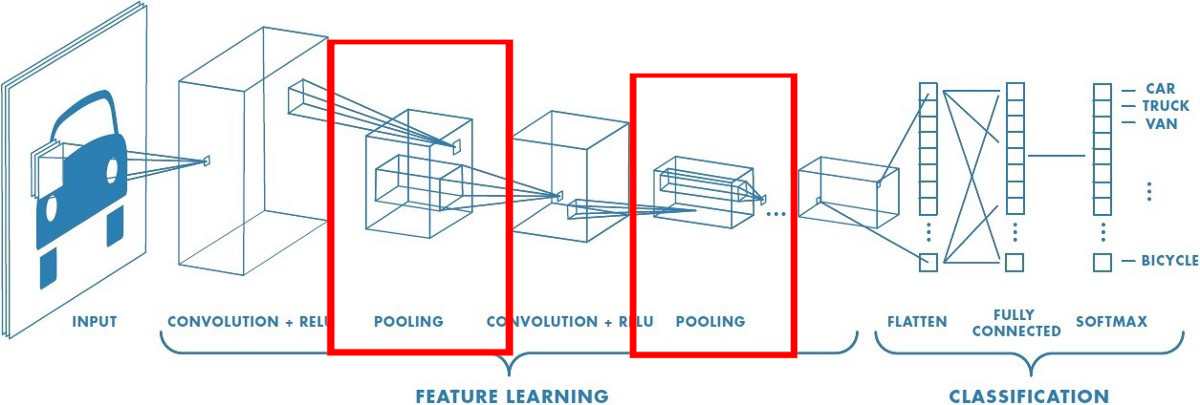 CAR
TRUCK
VAN
BICYCLE
INPUT
CONVOLUTION + RELU
POOLING
CONVOLUTION + RELU
POOLING
FLATTEN
FULLY
CONNECTED
SOFTMAX
FEATURE LEARNING
CLASSIFICATION